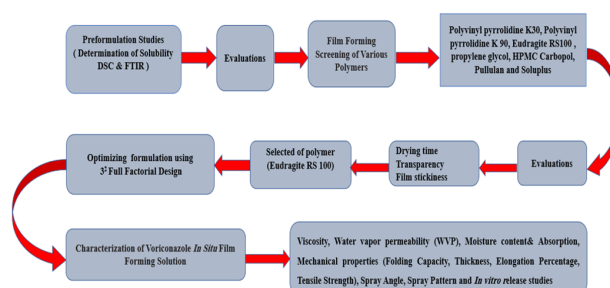 Preformulation Studies
( Determination of Solubility
DSC & FTIR )
Evaluations
Film Forming
Screening of Various
Polymers
Polyvinyl pyrrolidine K30, Polyvinyl
pyrrolidine K 90, Eudragite RS100 ,
propylene glycol, HPMC Carbopol,
Pullulan and Soluplus
Evaluations
Drying time
Transparency
Film stickiness
Selected of polymer
(Eudragite RS 100)
Optimizing formulation using
3² Full Factorial Design
Characterization of Voriconazole In Situ Film
Forming Solution
Viscosity, Water vapor permeability (WVP), Moisture content& Absorption,
Mechanical properties (Folding Capacity, Thickness, Elongation Percentage,
Tensile Strength), Spray Angle, Spray Pattern and In vitro release studies